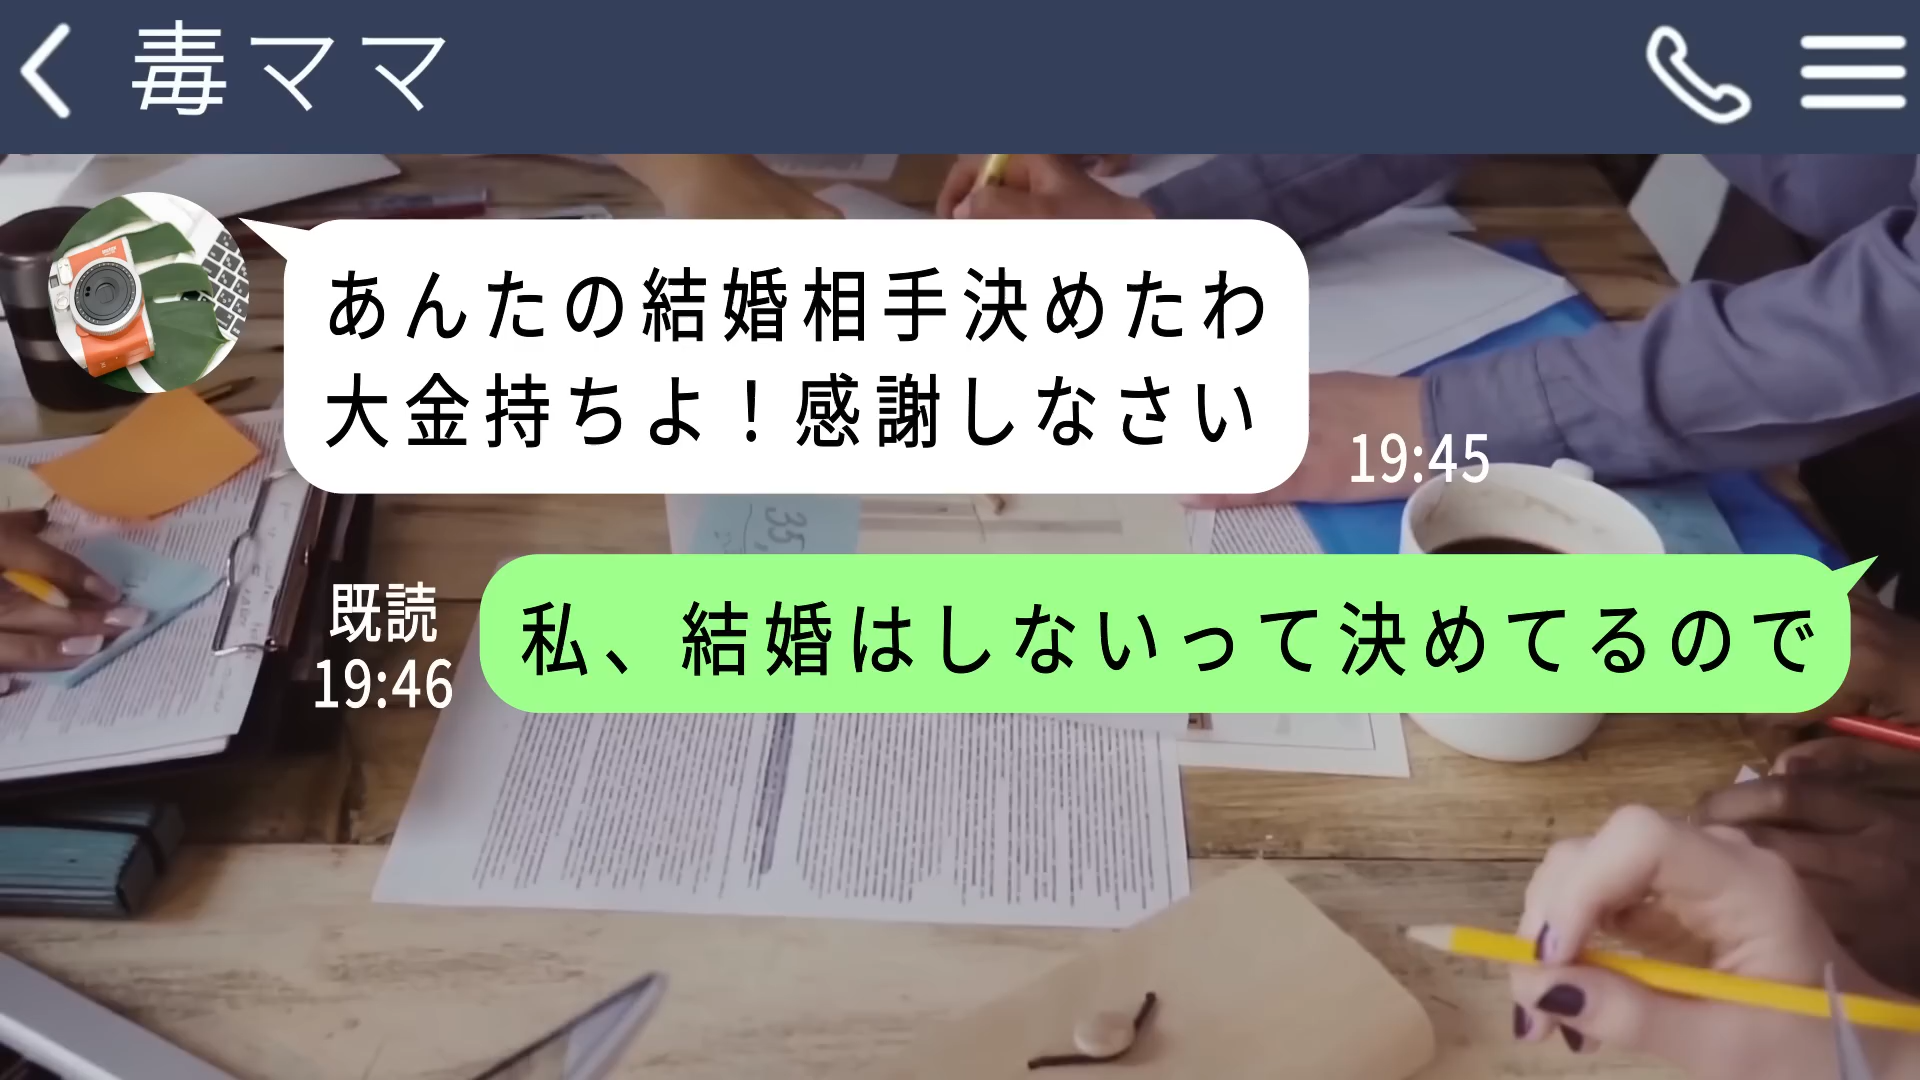 毒ママ
あんたの結婚相手決めたわ
大金持ちよ！感謝しなさい
19:45
35,
既読
19:46
私、結婚はしないって決めてるので